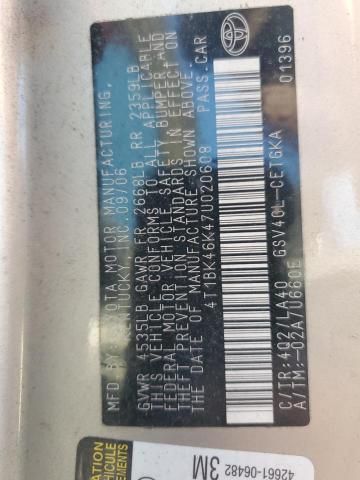 MFD BY: TOYOTA MOTOR MANUFACTURING,
KENTUCKY, INC. 09/06
GVWR 4535LB GAWR FR 2668LB RR 2359LB
THIS VEHICLE CONFORMS TO ALL APPLICABLE
FEDERAL MOTOR VEHICLE SAFETY, BUMPER, AND
THEFT PREVENTION STANDARDS IN EFFECT ON
THE DATE OF MANUFACTURE SHOWN ABOVE.
4T1BK46K47U020608 PASS.CAR
C/TR:4Q2/LA40 GSV40L-CETGKA
A/TM:-02A/U660E 01396
TOYOTA
42661-06482
3M